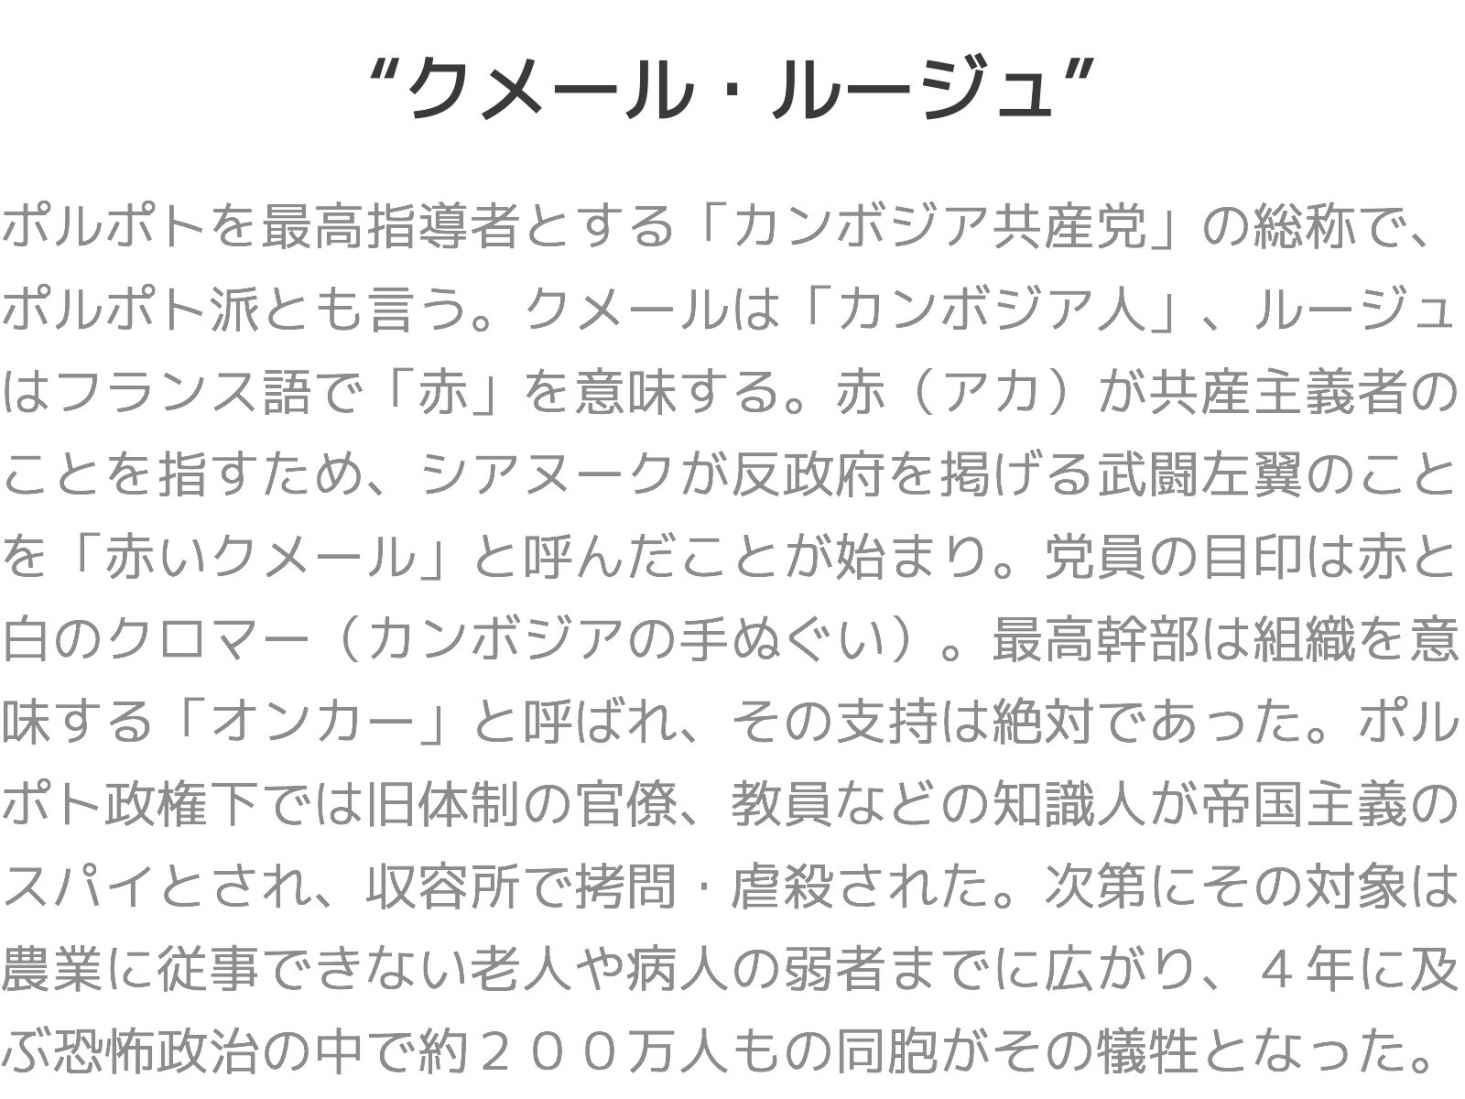 “クメール・ルージュ”
ポルポトを最高指導者とする「カンボジア共産党」の総称で、
ポルポト派とも言う。クメールは「カンボジア人」、ルージュ
はフランス語で「赤」を意味する。赤（アカ）が共産主義者の
ことを指すため、シアヌークが反政府を掲げる武闘左翼のこと
を「赤いクメール」と呼んだことが始まり。党員の目印は赤と
白のクロマー（カンボジアの手ぬぐい）。最高幹部は組織を意
味する「オンカー」と呼ばれ、その支持は絶対であった。ポル
ポト政権下では旧体制の官僚、教員などの知識人が帝国主義の
スパイとされ、収容所で拷問・虐殺された。次第にその対象は
農業に従事できない老人や病人の弱者までに広がり、４年に及
ぶ恐怖政治の中で約２００万人もの同胞がその犠牲となった。